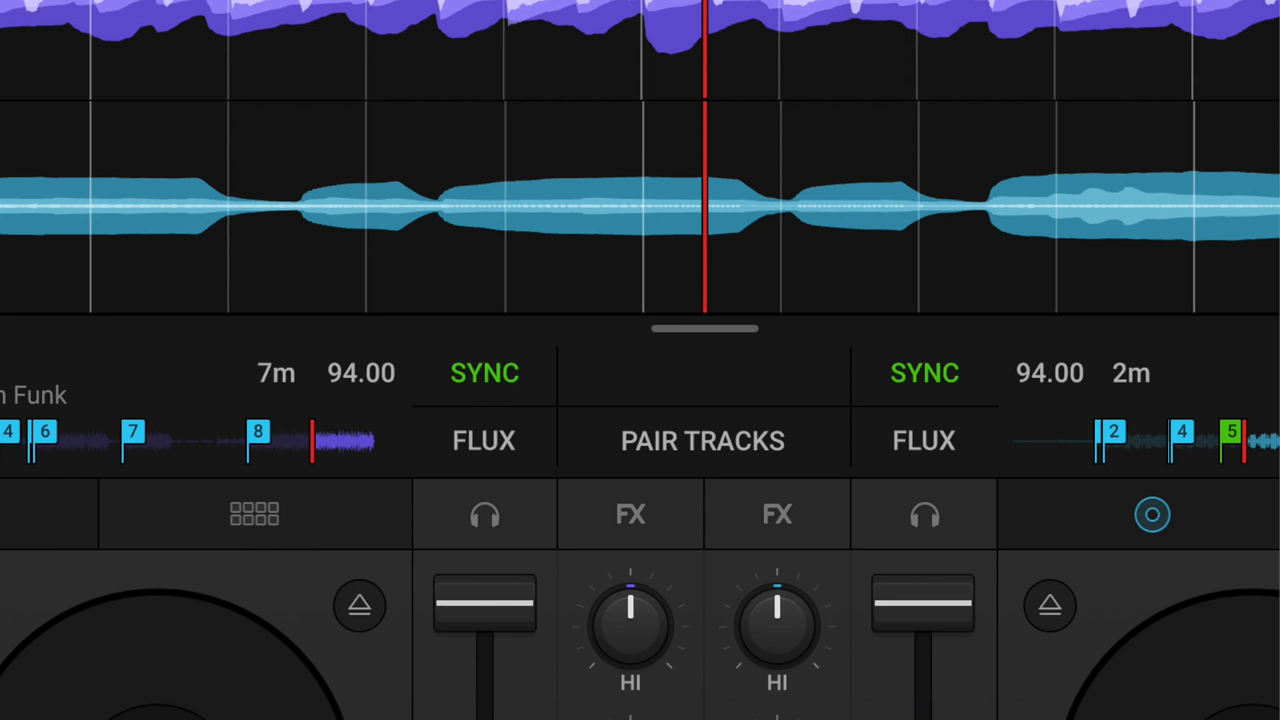 7m 94.00 SYNC SYNC 94.00 2m
n Funk
4 6 7 8 FLUX PAIR TRACKS FLUX 2 4 5
FX FX
HI HI